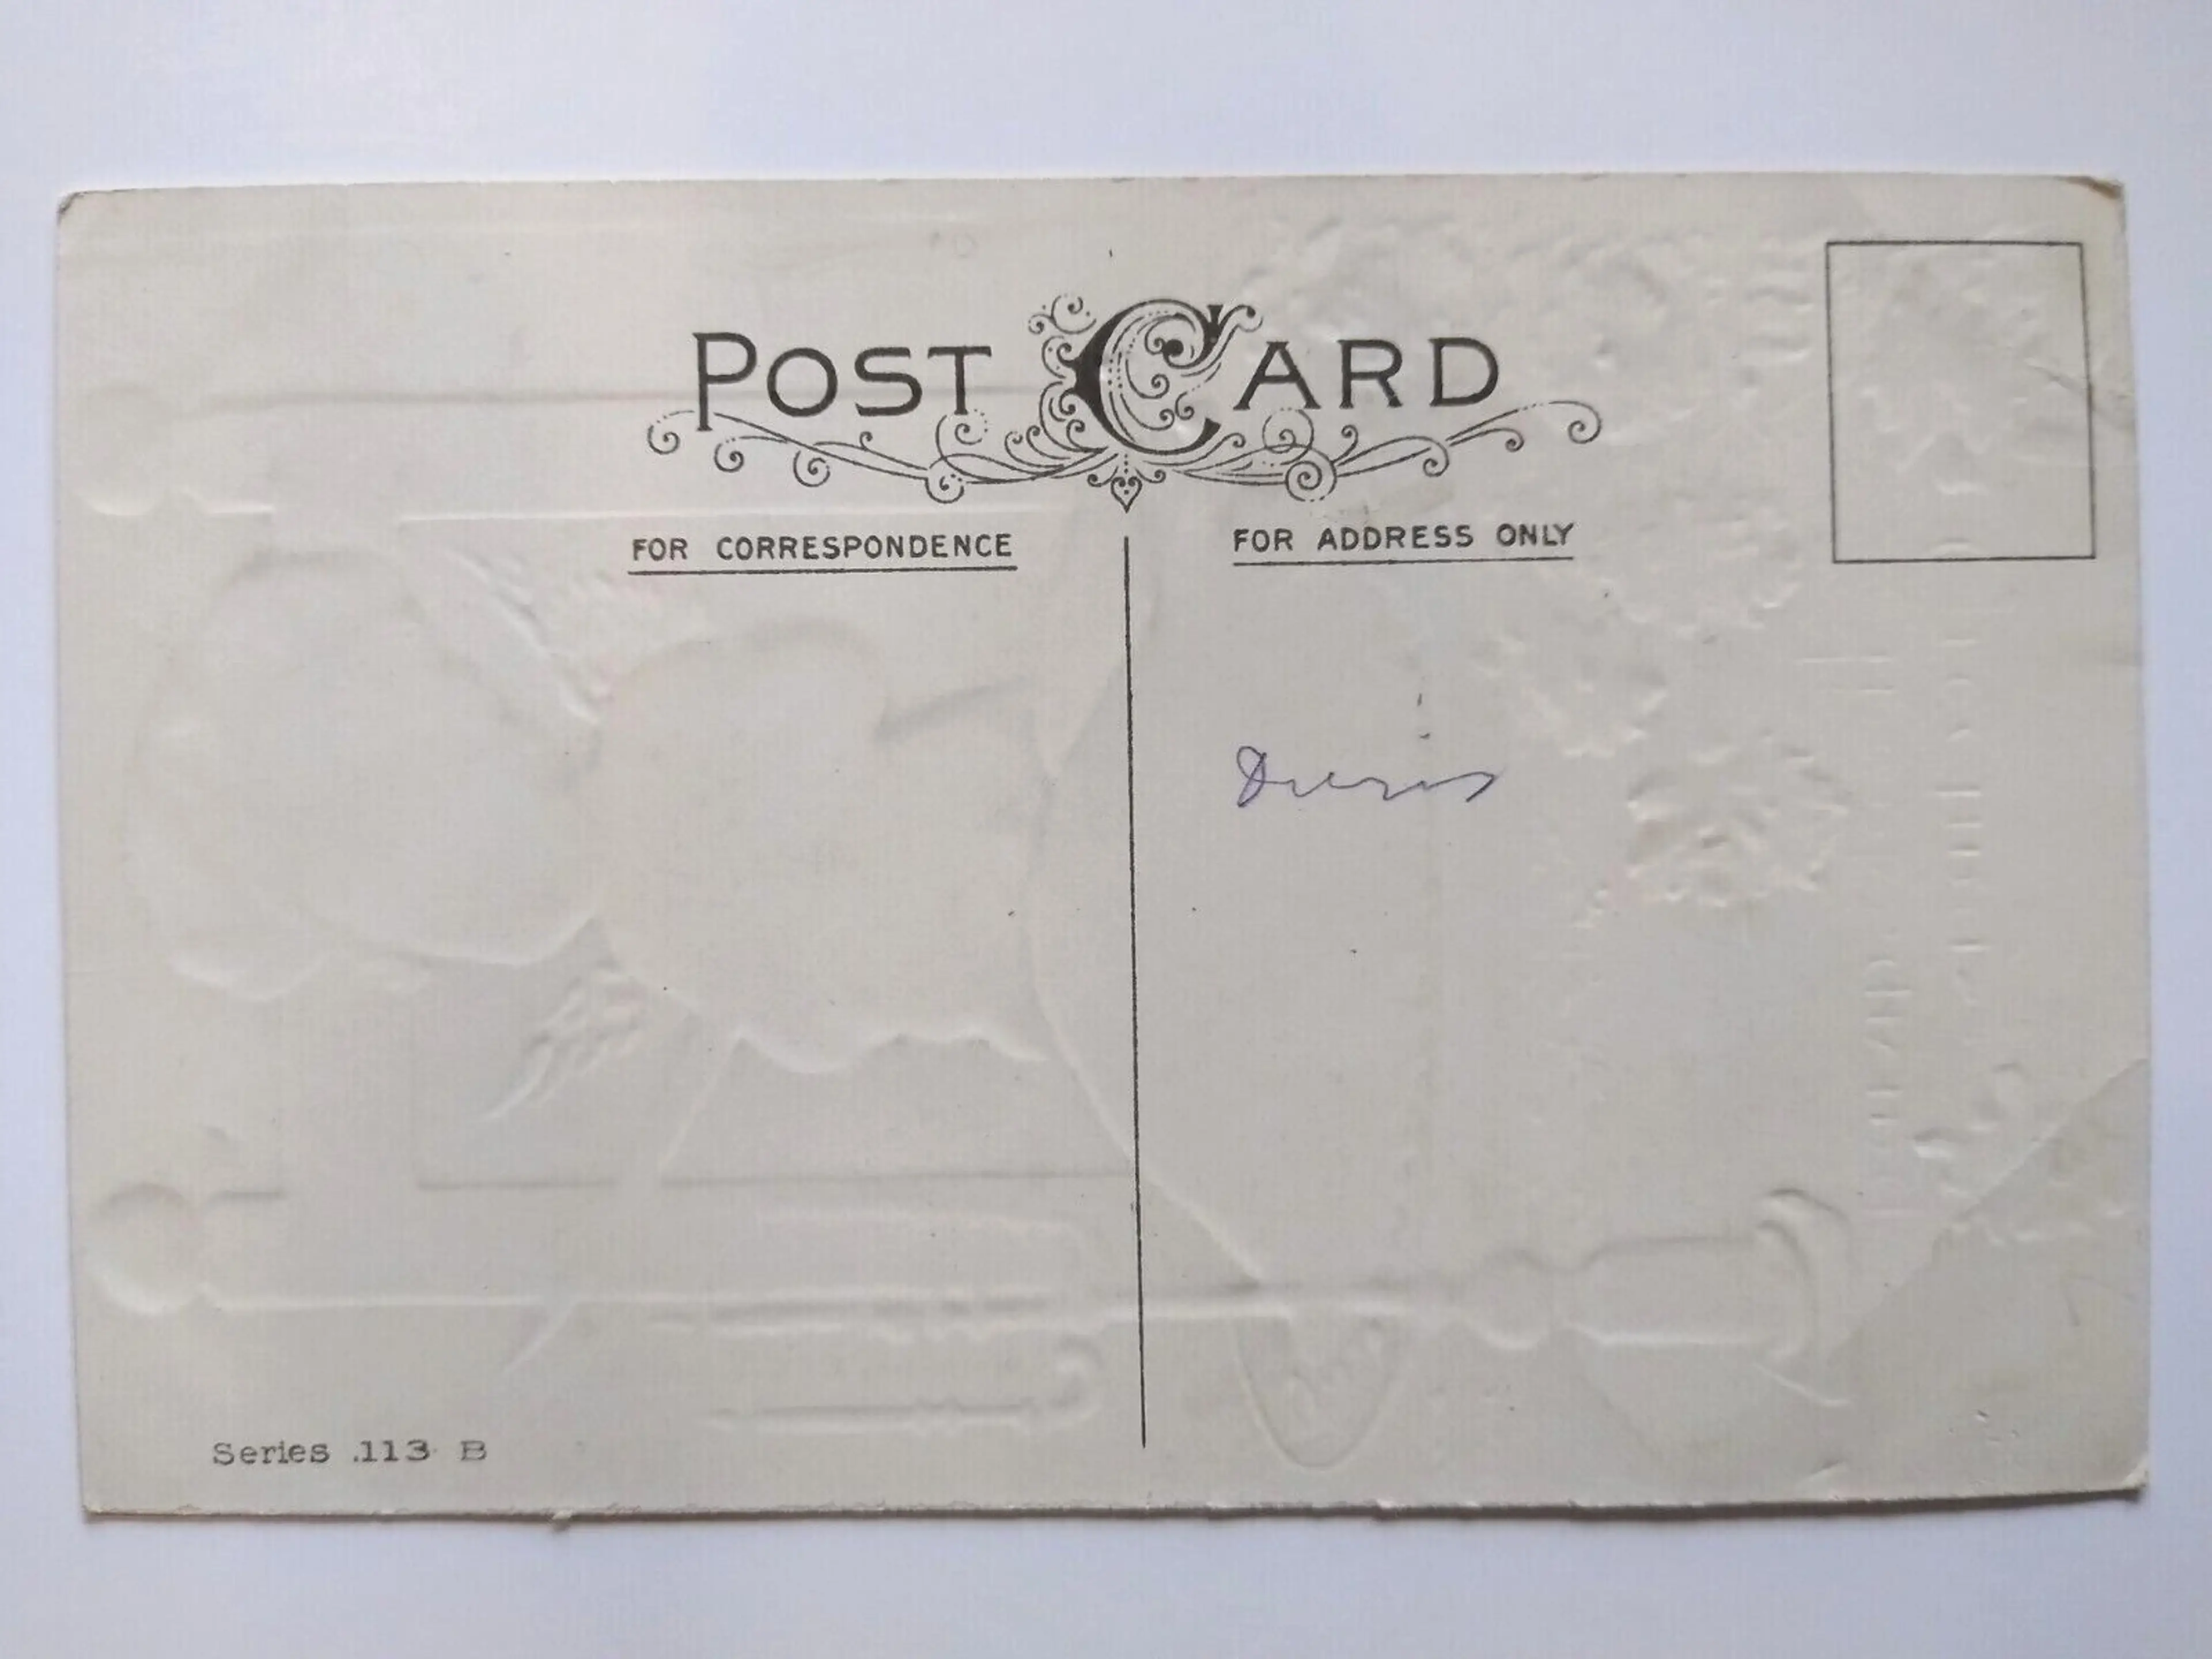 POST CARD
FOR CORRESPONDENCE
FOR ADDRESS ONLY
Series .113 B